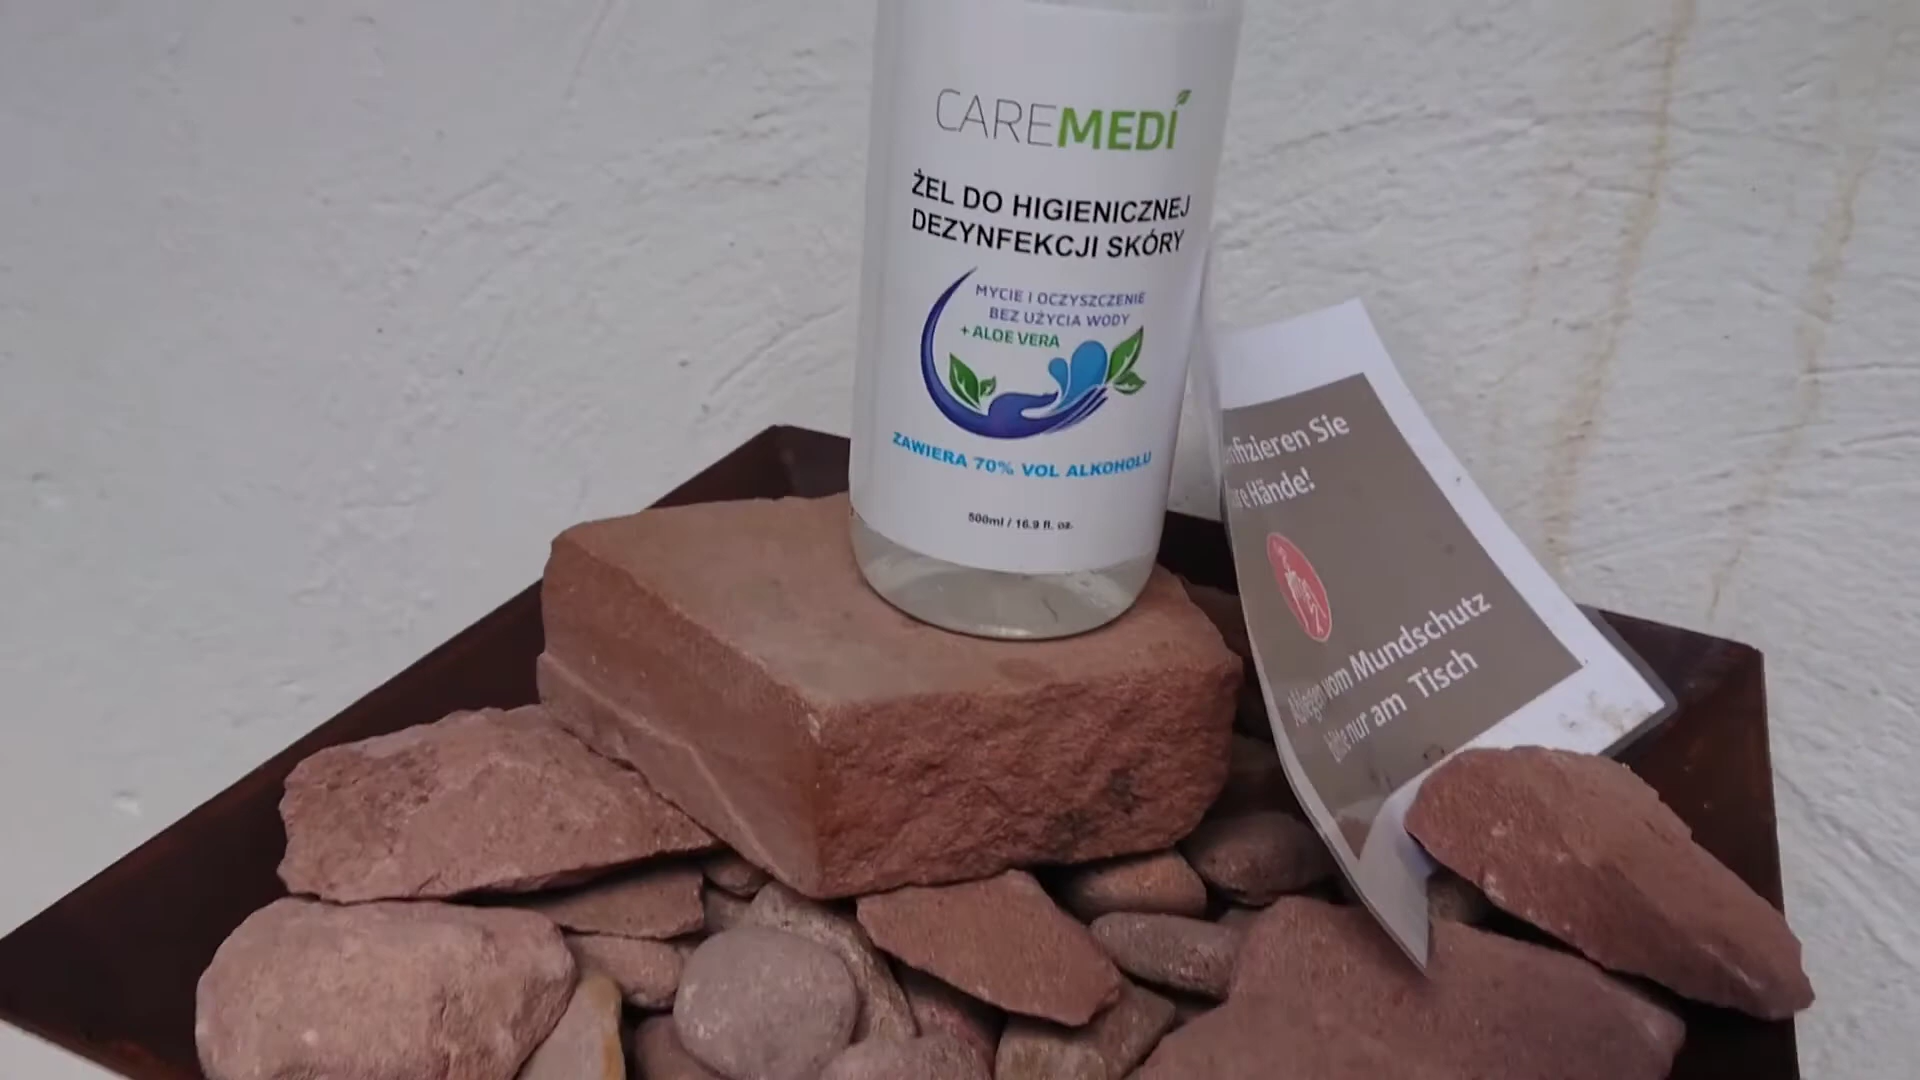 CAREMEDI
ŻEL DO HIGIENICZNEJ
DEZYNFEKCJI SKÓRY
MYCIE I OCZYSZCZENIE
BEZ UŻYCIA WODY
+ ALOE VERA
ZAWIERA 70% VOL ALKOHOLU
500ml / 16.9 fl. oz.
nfizieren Sie
re Hände!
Ablegen vom Mundschutz
bitte nur am Tisch